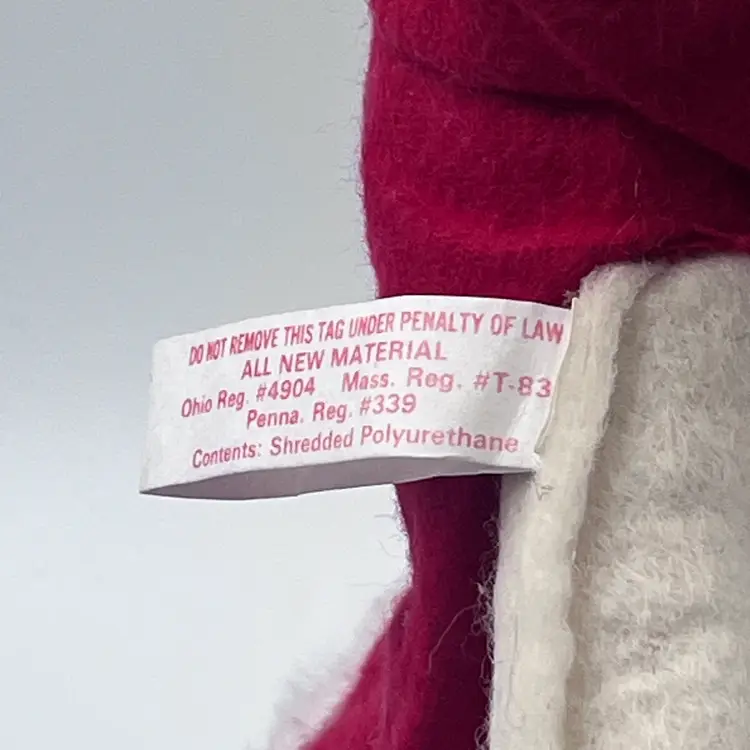 DO NOT REMOVE THIS TAG UNDER PENALTY OF LAW
ALL NEW MATERIAL
Ohio Reg. #4904 Mass. Reg. #T-83
Penna. Reg. #339
Contents: Shredded Polyurethane